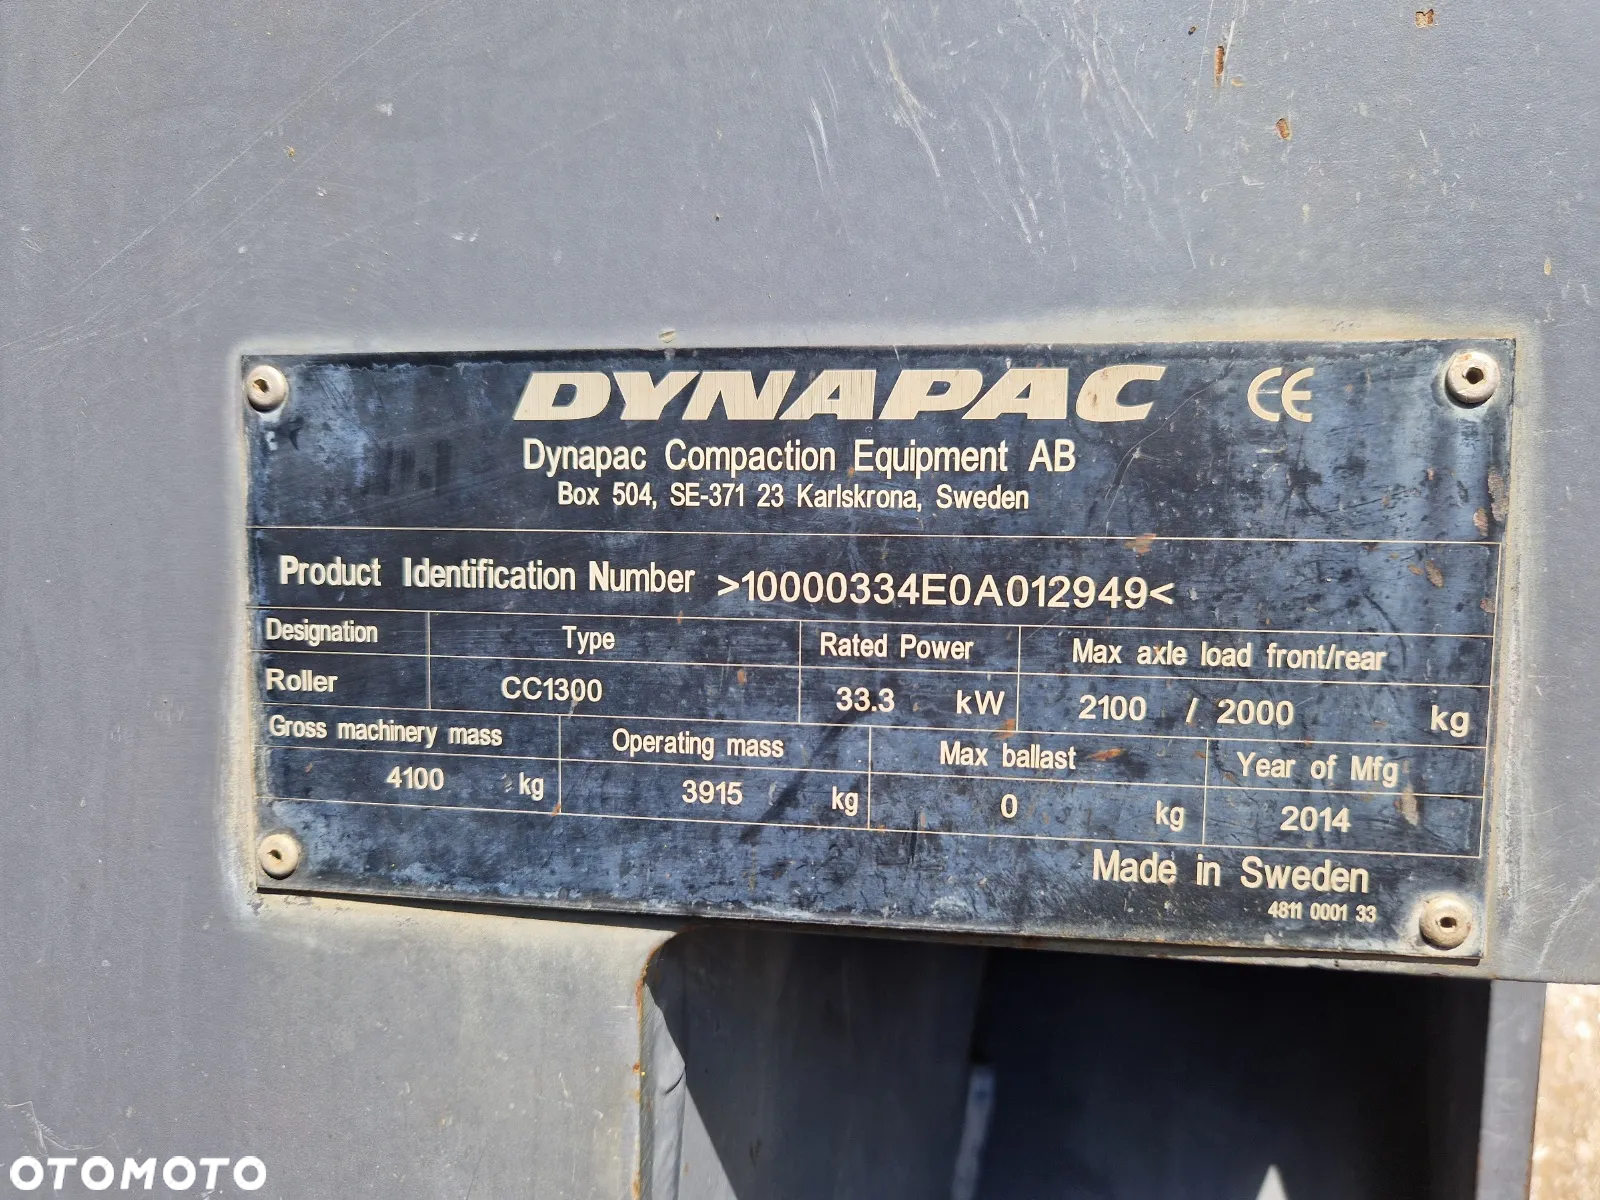 DYNAPAC CE
Dynapac Compaction Equipment AB
Box 504, SE-371 23 Karlskrona, Sweden
Product Identification Number >10000334E0A012949<
Designation Type Rated Power Max axle load front/rear
Roller CC1300 33.3 kW 2100 / 2000 kg
Gross machinery mass Operating mass Max ballast Year of Mfg
4100 kg 3915 kg 0 kg 2014
Made in Sweden
4811 0001 33
OTOMOTO